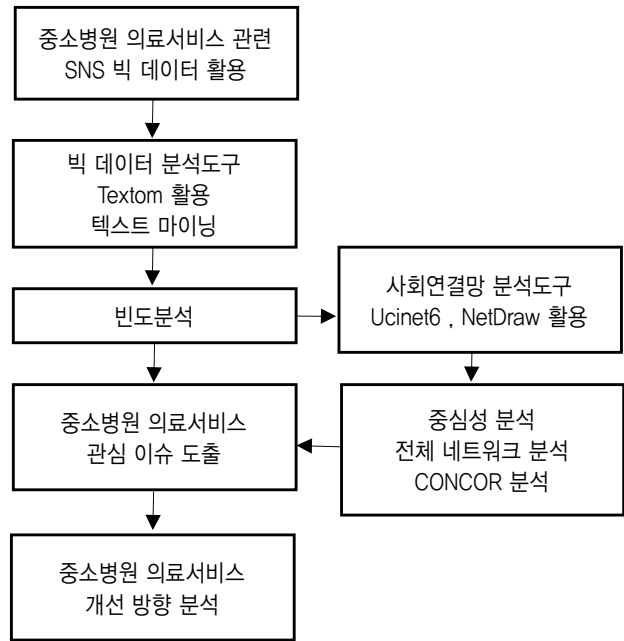 중소병원 의료서비스 관련
SNS 빅 데이터 활용
빅 데이터 분석도구
Textom 활용
텍스트 마이닝
빈도분석
사회연결망 분석도구
Ucinet6 , NetDraw 활용
중심성 분석
전체 네트워크 분석
CONCOR 분석
중소병원 의료서비스
관심 이슈 도출
중소병원 의료서비스
개선 방향 분석